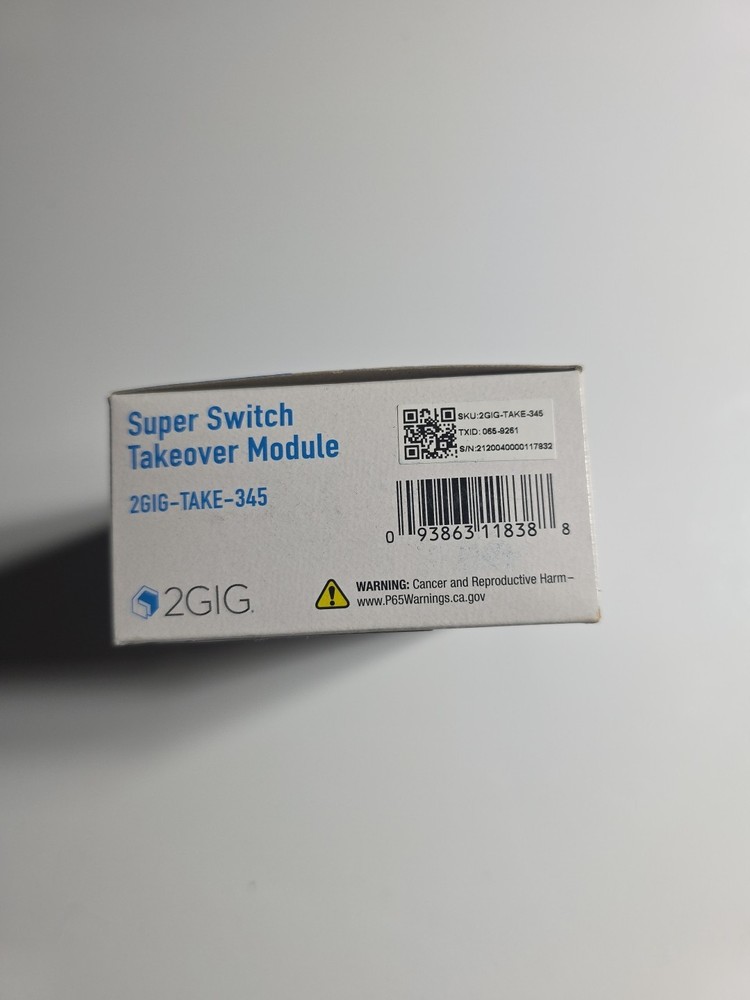 Super Switch
Takeover Module
2GIG-TAKE-345
SKU:2GIG-TAKE-345
TXID: 065-9261
S/N:2120040000117832
0 93863 11838 8
2GIG.
WARNING: Cancer and Reproductive Harm–
www.P65Warnings.ca.gov